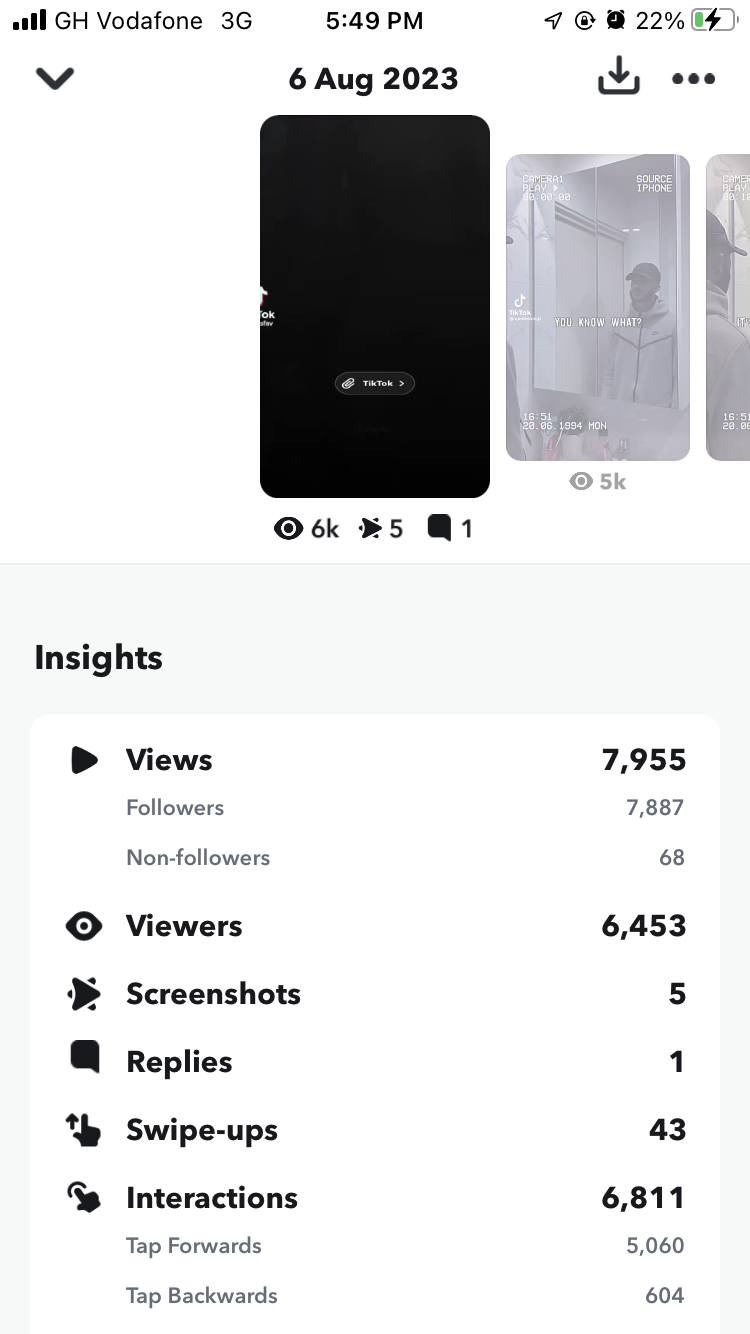 GH Vodafone 3G 5:49 PM 22%
6 Aug 2023
CAMERA1 SOURCE
PLAY IPHONE
00:00.00
TikTok
YOU KNOW WHAT?
16:51
20.06.1994 MON
TikTok >
6k 5 1
5k
Insights
Views 7,955
Followers 7,887
Non-followers 68
Viewers 6,453
Screenshots 5
Replies 1
Swipe-ups 43
Interactions 6,811
Tap Forwards 5,060
Tap Backwards 604